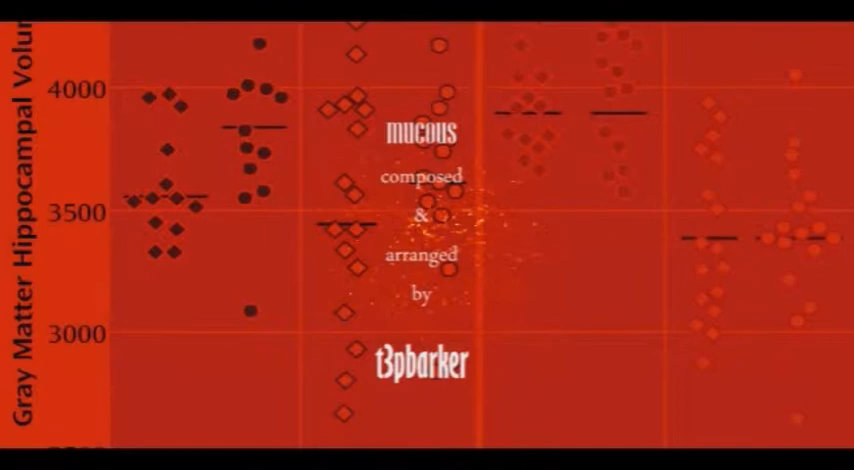 Gray Matter Hippocampal Volu
4000
3500
3000
mucous
composed
&
arranged
by
t3pbarker